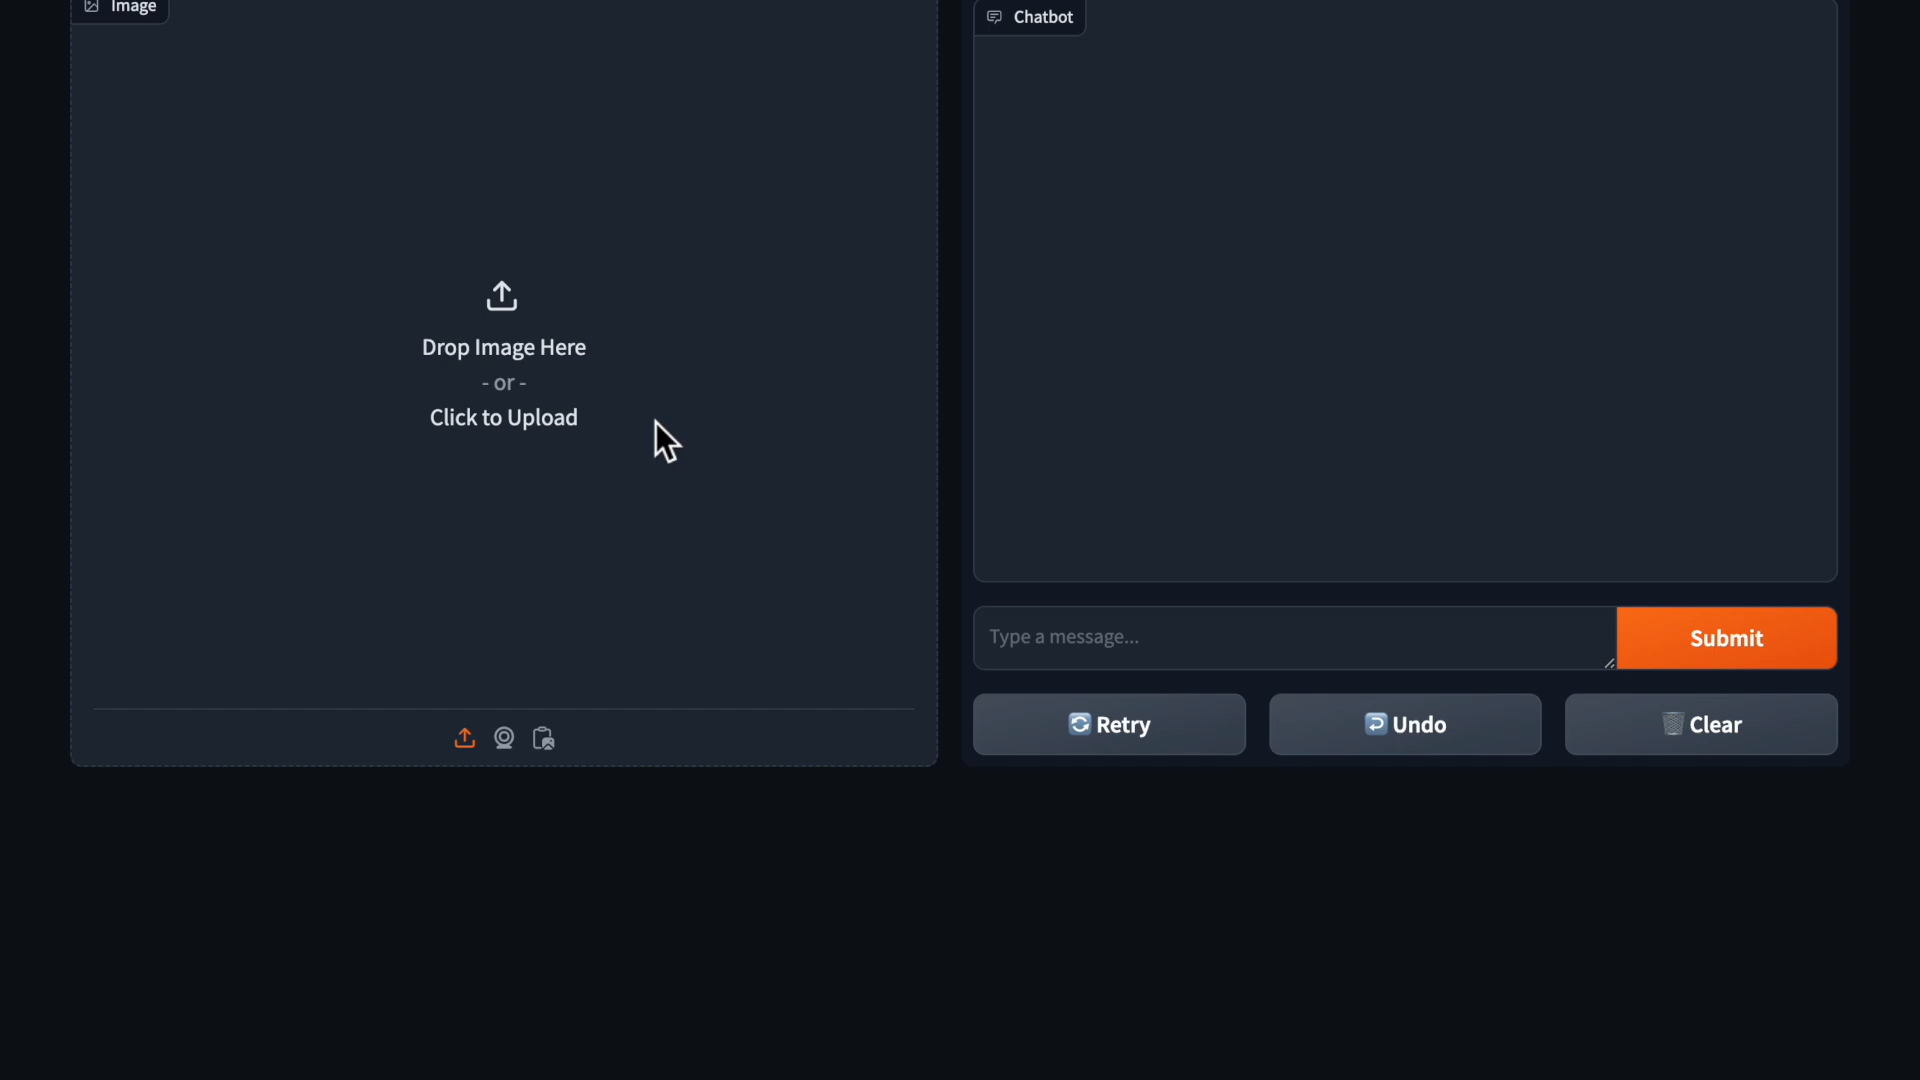 Image
Drop Image Here
- or -
Click to Upload
Chatbot
Type a message...
Submit
Retry
Undo
Clear